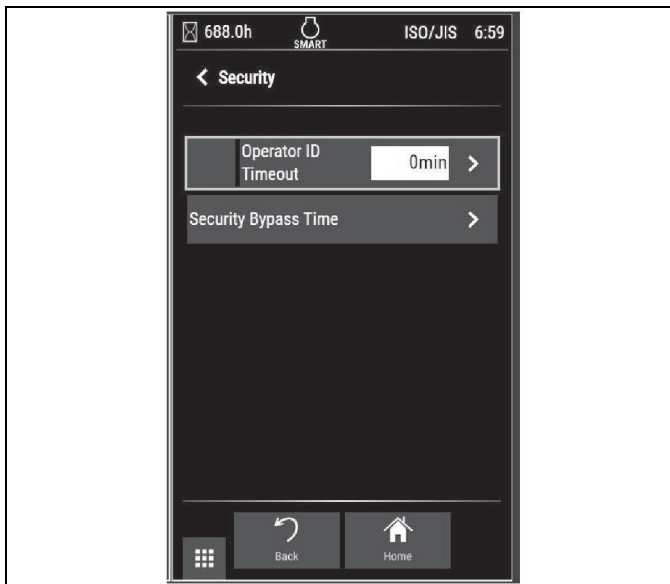 688.0h SMART ISO/JIS 6:59
Security
Operator ID
Timeout
0min
Security Bypass Time
Back
Home